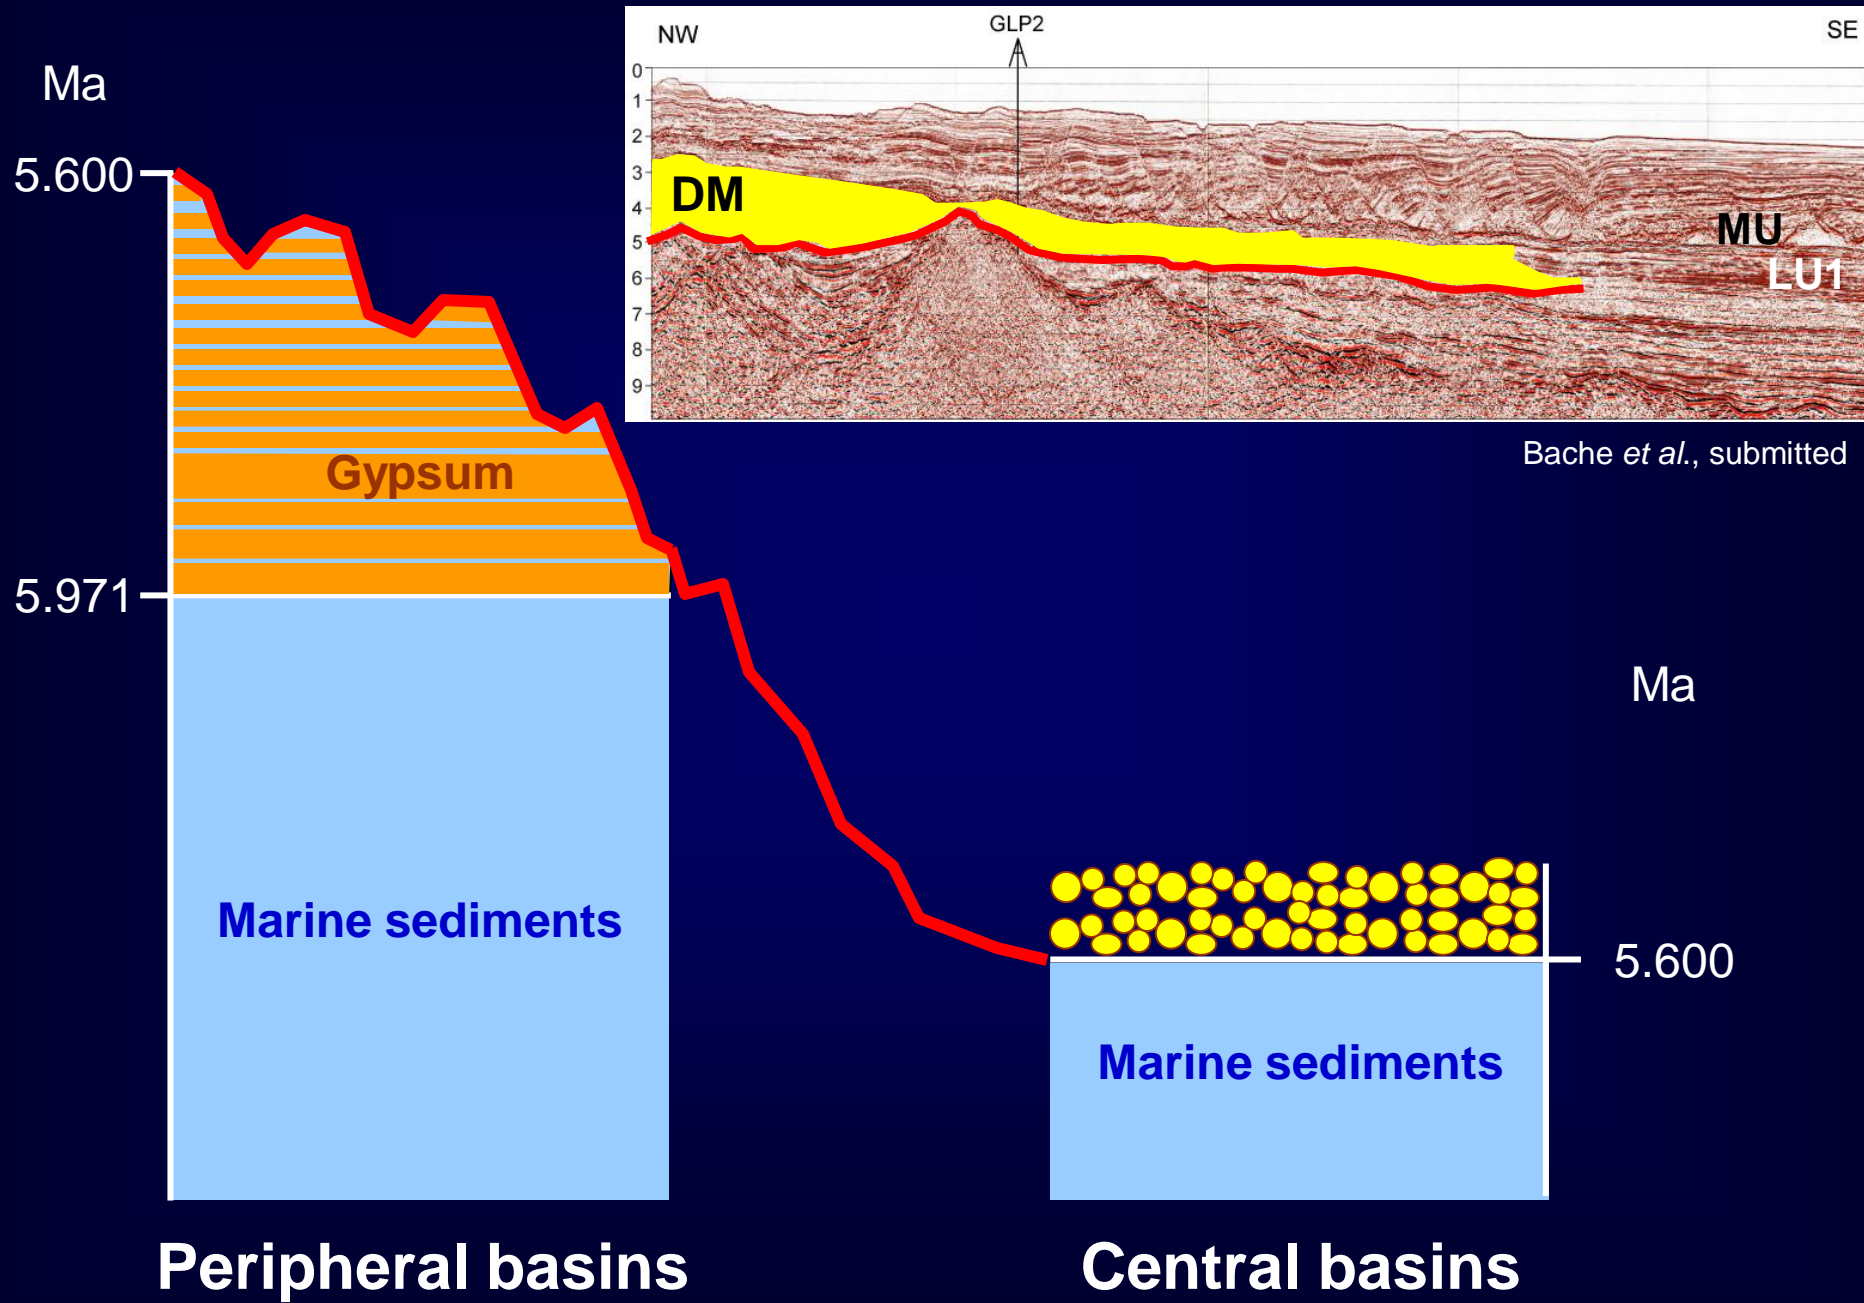 NW
GLP2
SE
Ma
0
1
2
3
4
5
6
7
8
9
DM
MU
LU1
Bache et al., submitted
5.600
Gypsum
5.971
Marine sediments
Ma
5.600
Marine sediments
Peripheral basins
Central basins